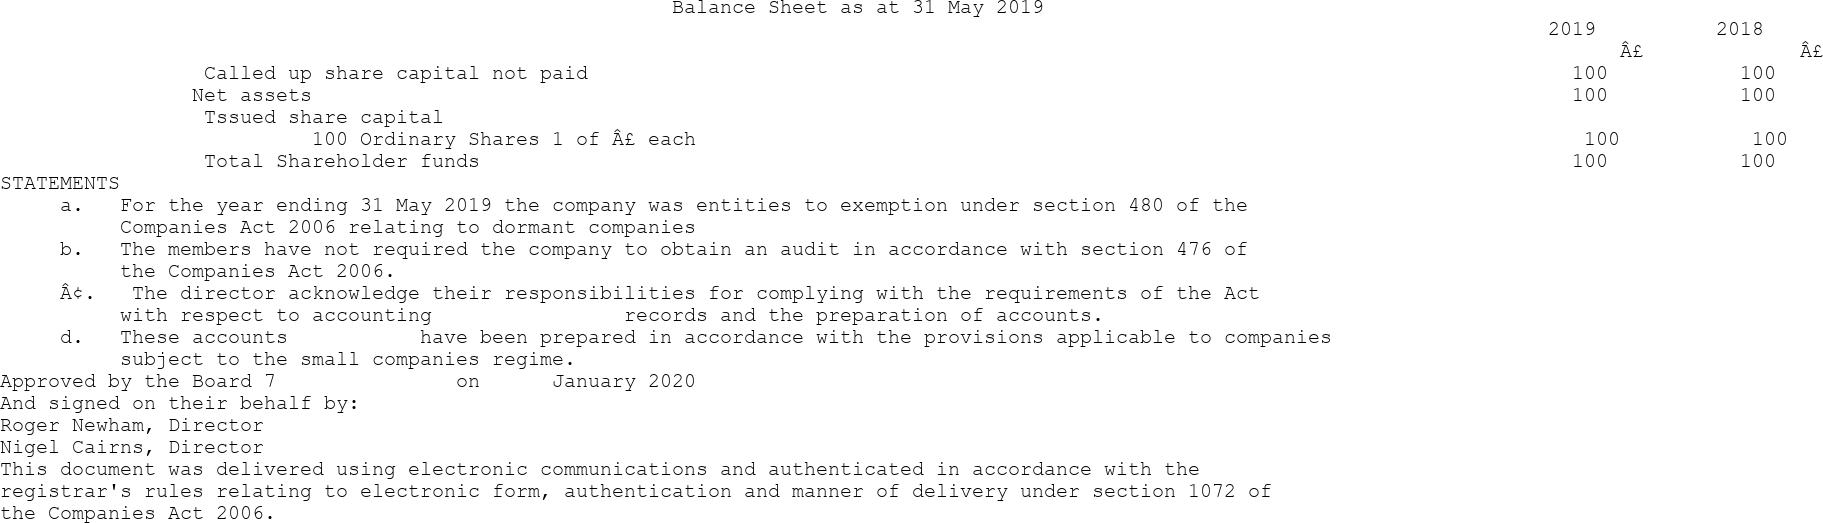 Balance Sheet as at 31 May 2019
2019 2018
Â£ Â£
Called up share capital not paid 100 100
Net assets 100 100
Tssued share capital
100 Ordinary Shares 1 of Â£ each 100 100
Total Shareholder funds 100 100
STATEMENTS
a. For the year ending 31 May 2019 the company was entities to exemption under section 480 of the
Companies Act 2006 relating to dormant companies
b. The members have not required the company to obtain an audit in accordance with section 476 of
the Companies Act 2006.
Â¢. The director acknowledge their responsibilities for complying with the requirements of the Act
with respect to accounting records and the preparation of accounts.
d. These accounts have been prepared in accordance with the provisions applicable to companies
subject to the small companies regime.
Approved by the Board 7 on January 2020
And signed on their behalf by:
Roger Newham, Director
Nigel Cairns, Director
This document was delivered using electronic communications and authenticated in accordance with the
registrar's rules relating to electronic form, authentication and manner of delivery under section 1072 of
the Companies Act 2006.